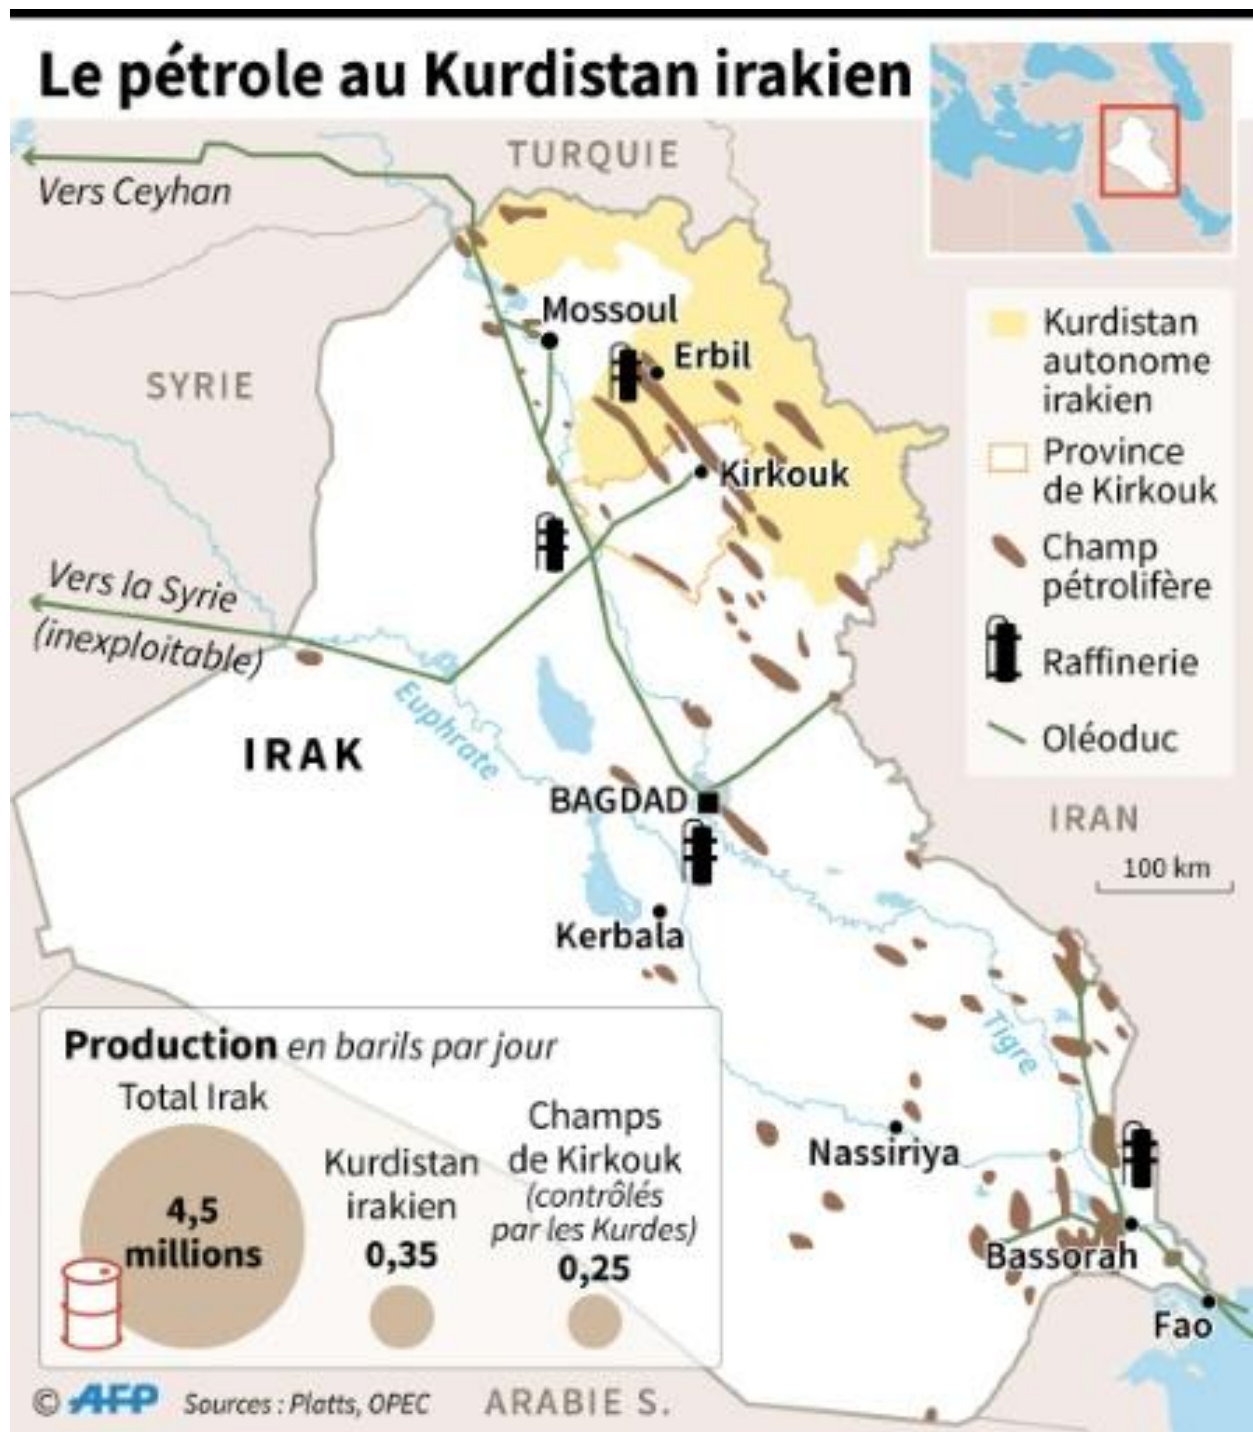 Le pétrole au Kurdistan irakien
TURQUIE
Vers Ceyhan
Mossoul
Erbil
SYRIE
Kirkouk
Kurdistan
autonome
irakien
Province
de Kirkouk
Champ
pétrolifère
Raffinerie
Oléoduc
Vers la Syrie
(inexploitable)
Euphrate
IRAK
BAGDAD
IRAN
100 km
Kerbala
Tigre
Nassiriya
Bassorah
Fao
Production en barils par jour
Total Irak
4,5
millions
Kurdistan
irakien
0,35
Champs
de Kirkouk
(contrôlés
par les Kurdes)
0,25
© AFP Sources : Platts, OPEC
ARABIE S.